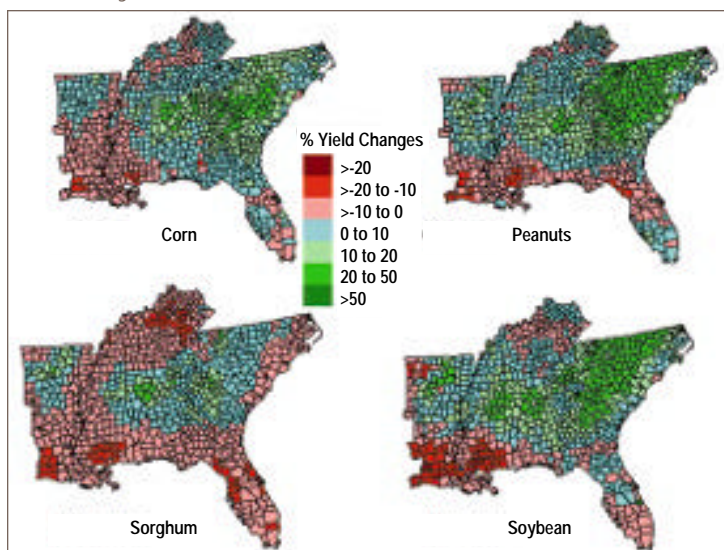 % Yield Changes
>-20
>-20 to -10
>-10 to 0
0 to 10
10 to 20
20 to 50
>50
Corn
Peanuts
Sorghum
Soybean